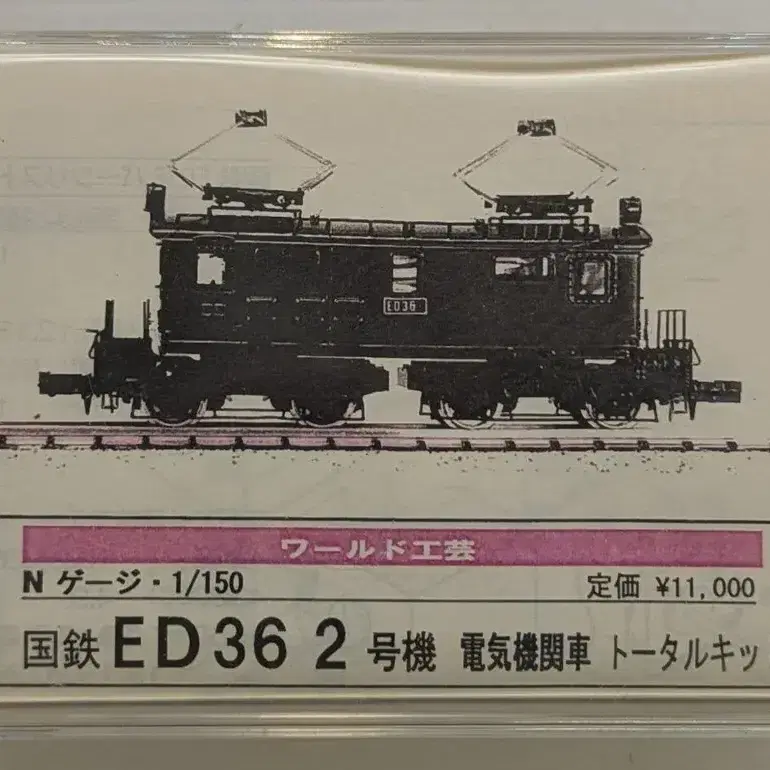 ED36
ワールド工芸
N ゲージ・1/150
定価 ¥11,000
国鉄 ED36 2 号機 電気機関車 トータルキッ